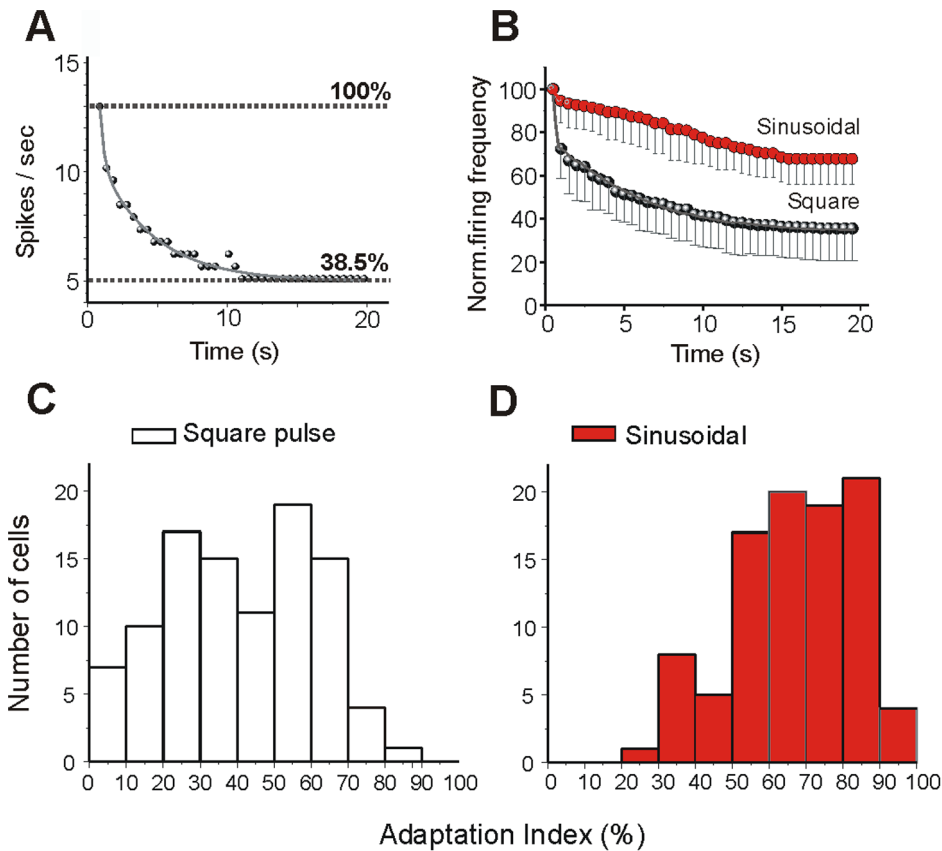 A
B
15
10
5
Spikes / sec
100%
38.5%
0
10
20
Time (s)
100
80
60
40
20
0
Norm.firing frequency
Sinusoidal
Square
0
5
10
15
20
Time (s)
C
D
Square pulse
Sinusoidal
20
15
10
5
0
Number of cells
0 10 20 30 40 50 60 70 80 90 100
20
15
10
5
0
0 10 20 30 40 50 60 70 80 90 100
Adaptation Index (%)